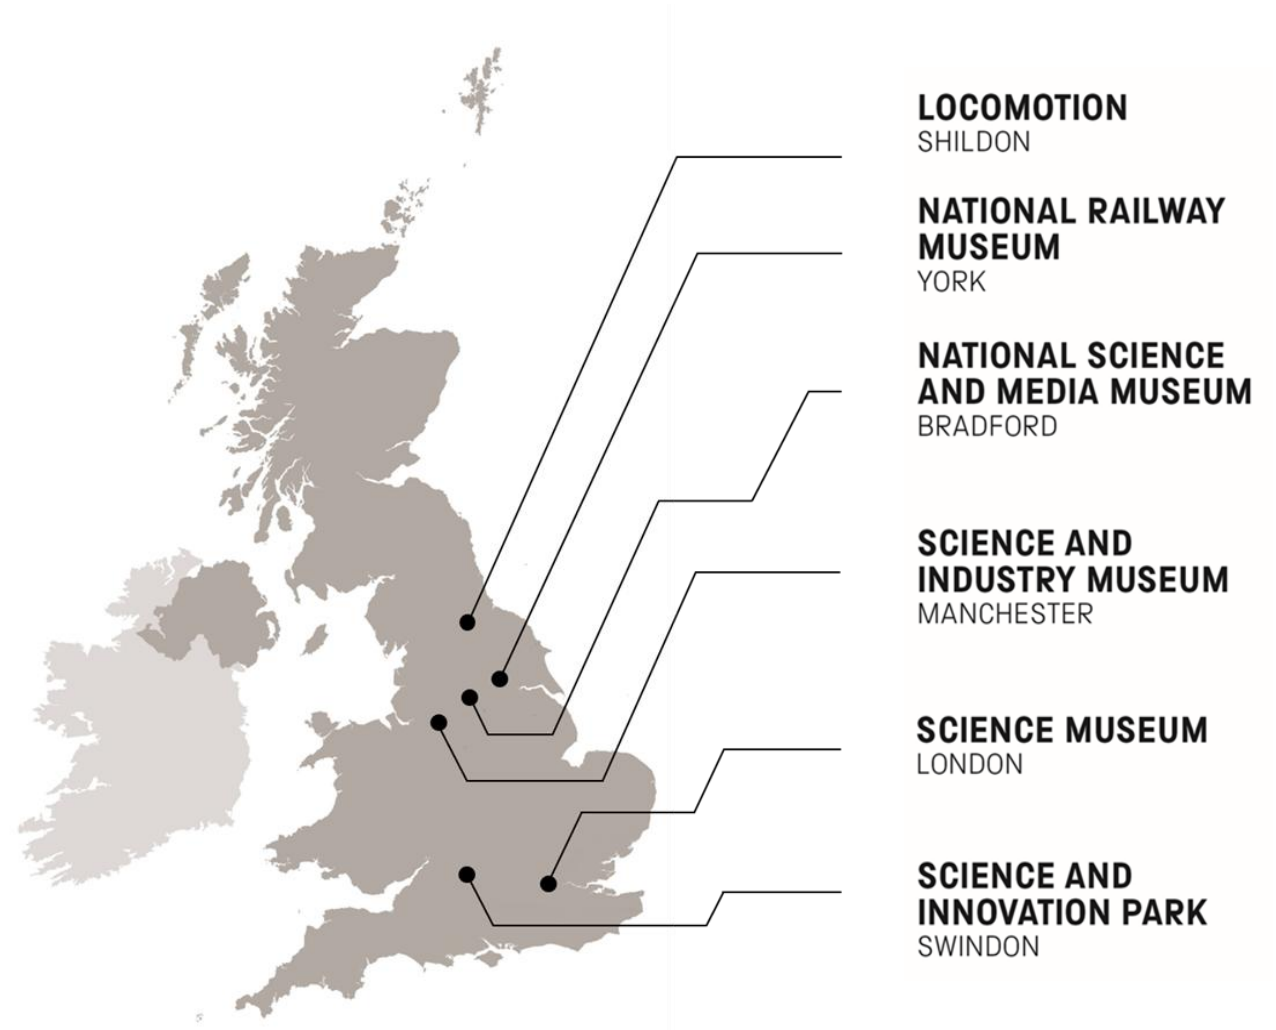 LOCOMOTION
SHILDON
NATIONAL RAILWAY
MUSEUM
YORK
NATIONAL SCIENCE
AND MEDIA MUSEUM
BRADFORD
SCIENCE AND
INDUSTRY MUSEUM
MANCHESTER
SCIENCE MUSEUM
LONDON
SCIENCE AND
INNOVATION PARK
SWINDON